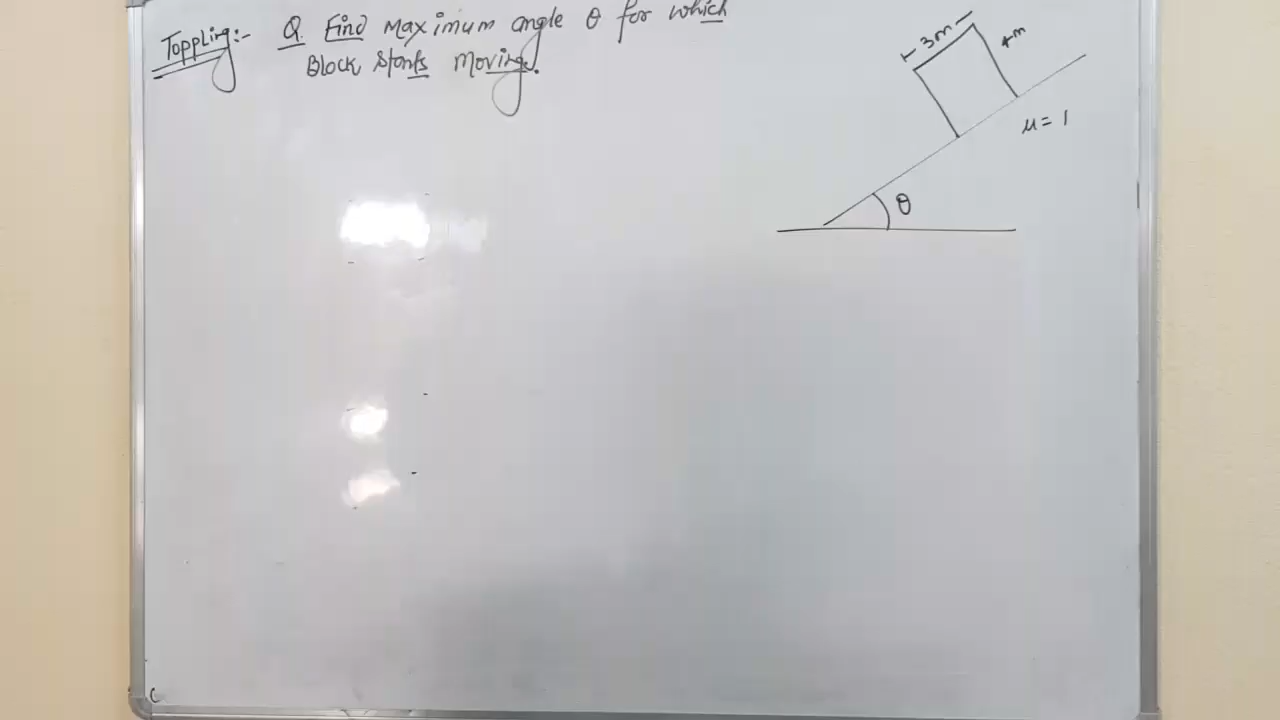 Toppling:- Q. Find maximum angle θ for which
Block starts moving.
3m
4m
μ = 1
θ